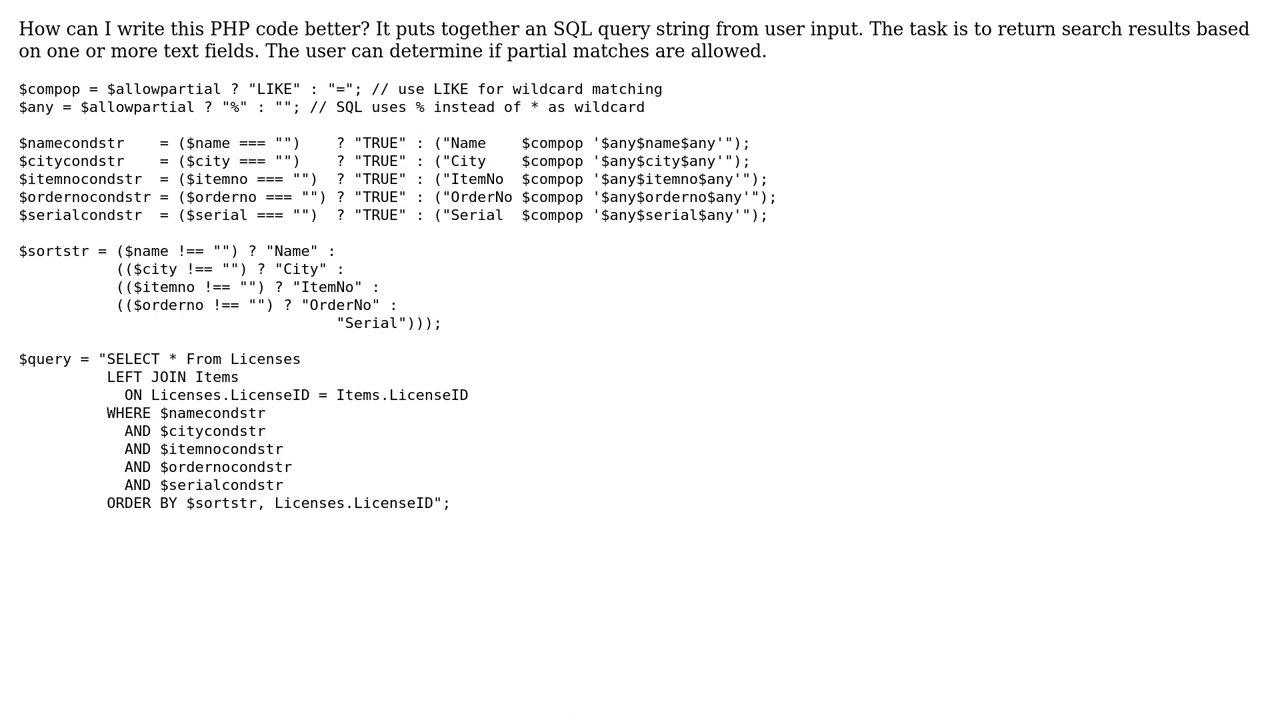 How can I write this PHP code better? It puts together an SQL query string from user input. The task is to return search results based
on one or more text fields. The user can determine if partial matches are allowed.
$compop = $allowpartial ? "LIKE" : "="; // use LIKE for wildcard matching
$any = $allowpartial ? "%" : ""; // SQL uses % instead of * as wildcard
$namecondstr    = ($name === "")    ? "TRUE" : ("Name    $compop '$any$name$any'");
$citycondstr    = ($city === "")    ? "TRUE" : ("City    $compop '$any$city$any'");
$itemnocondstr  = ($itemno === "")  ? "TRUE" : ("ItemNo  $compop '$any$itemno$any'");
$ordernocondstr = ($orderno === "") ? "TRUE" : ("OrderNo $compop '$any$orderno$any'");
$serialcondstr  = ($serial === "")  ? "TRUE" : ("Serial  $compop '$any$serial$any'");
$sortstr = ($name !== "") ? "Name" :
           (($city !== "") ? "City" :
           (($itemno !== "") ? "ItemNo" :
           (($orderno !== "") ? "OrderNo" :
                                    "Serial")));
$query = "SELECT * From Licenses
          LEFT JOIN Items
            ON Licenses.LicenseID = Items.LicenseID
          WHERE $namecondstr
            AND $citycondstr
            AND $itemnocondstr
            AND $ordernocondstr
            AND $serialcondstr
          ORDER BY $sortstr, Licenses.LicenseID";